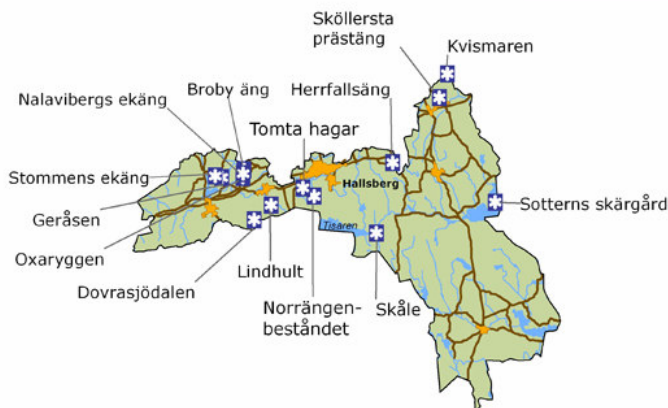 Sköllersta
prästäng
Kvismaren
Nalavibergs ekäng
Broby äng
Herrfallsäng
Tomta hagar
Stommens ekäng
Hallsberg
Geråsen
Sotterns skärgård
Tisaren
Oxaryggen
Lindhult
Dovrasjödalen
Norrängen-
beståndet
Skåle